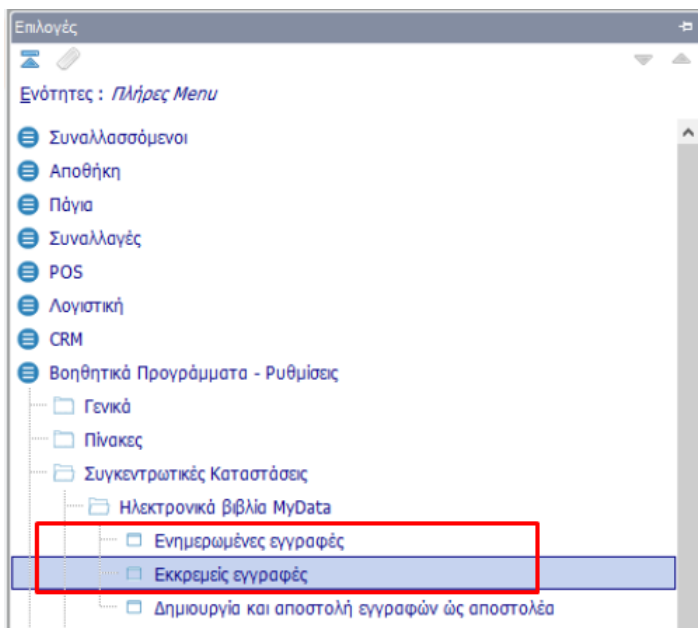 Επιλογές
Ενότητες : Πλήρες Menu
Συναλλασσόμενοι
Αποθήκη
Πάγια
Συναλλαγές
POS
Λογιστική
CRM
Βοηθητικά Προγράμματα - Ρυθμίσεις
Γενικά
Πίνακες
Συγκεντρωτικές Καταστάσεις
Ηλεκτρονικά βιβλία MyData
Ενημερωμένες εγγραφές
Εκκρεμείς εγγραφές
Δημιουργία και αποστολή εγγραφών ώς αποστολέα